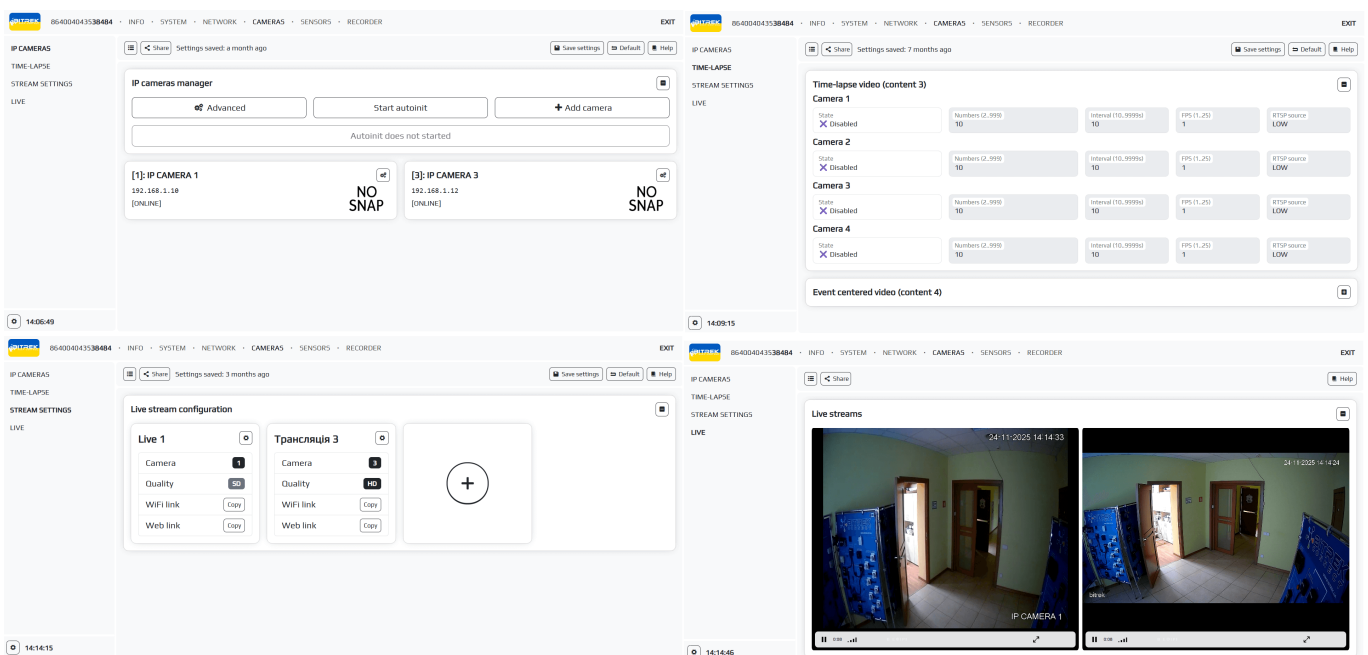 BITREK 864004043538484 · INFO · SYSTEM · NETWORK · CAMERAS · SENSORS · RECORDER EXIT
IP CAMERAS
TIME-LAPSE
STREAM SETTINGS
LIVE
Share Settings saved: a month ago Save settings Default Help
IP cameras manager
Advanced Start autoinit Add camera
Autoinit does not started
[1]: IP CAMERA 1
192.168.1.10
[ONLINE]
NO
SNAP
[3]: IP CAMERA 3
192.168.1.12
[ONLINE]
NO
SNAP
14:06:49
BITREK 864004043538484 · INFO · SYSTEM · NETWORK · CAMERAS · SENSORS · RECORDER EXIT
IP CAMERAS
TIME-LAPSE
STREAM SETTINGS
LIVE
Share Settings saved: 7 months ago Save settings Default Help
Time-lapse video (content 3)
Camera 1
State Numbers (2..999) Interval (10..9999s) FPS (1..25) RTSP source
Disabled 10 10 1 LOW
Camera 2
State Numbers (2..999) Interval (10..9999s) FPS (1..25) RTSP source
Disabled 10 10 1 LOW
Camera 3
State Numbers (2..999) Interval (10..9999s) FPS (1..25) RTSP source
Disabled 10 10 1 LOW
Camera 4
State Numbers (2..999) Interval (10..9999s) FPS (1..25) RTSP source
Disabled 10 10 1 LOW
Event centered video (content 4)
14:09:15
BITREK 864004043538484 · INFO · SYSTEM · NETWORK · CAMERAS · SENSORS · RECORDER EXIT
IP CAMERAS
TIME-LAPSE
STREAM SETTINGS
LIVE
Share Settings saved: 3 months ago Save settings Default Help
Live stream configuration
Live 1
Camera 1
Quality SD
WiFi link Copy
Web link Copy
Трансляція 3
Camera 3
Quality HD
WiFi link Copy
Web link Copy
14:14:15
BITREK 864004043538484 · INFO · SYSTEM · NETWORK · CAMERAS · SENSORS · RECORDER EXIT
IP CAMERAS
TIME-LAPSE
STREAM SETTINGS
LIVE
Share Help
Live streams
24-11-2025 14:14:33
IP CAMERA 1
0:08
24-11-2025 14:14:24
bitrek
0:08
14:14:46